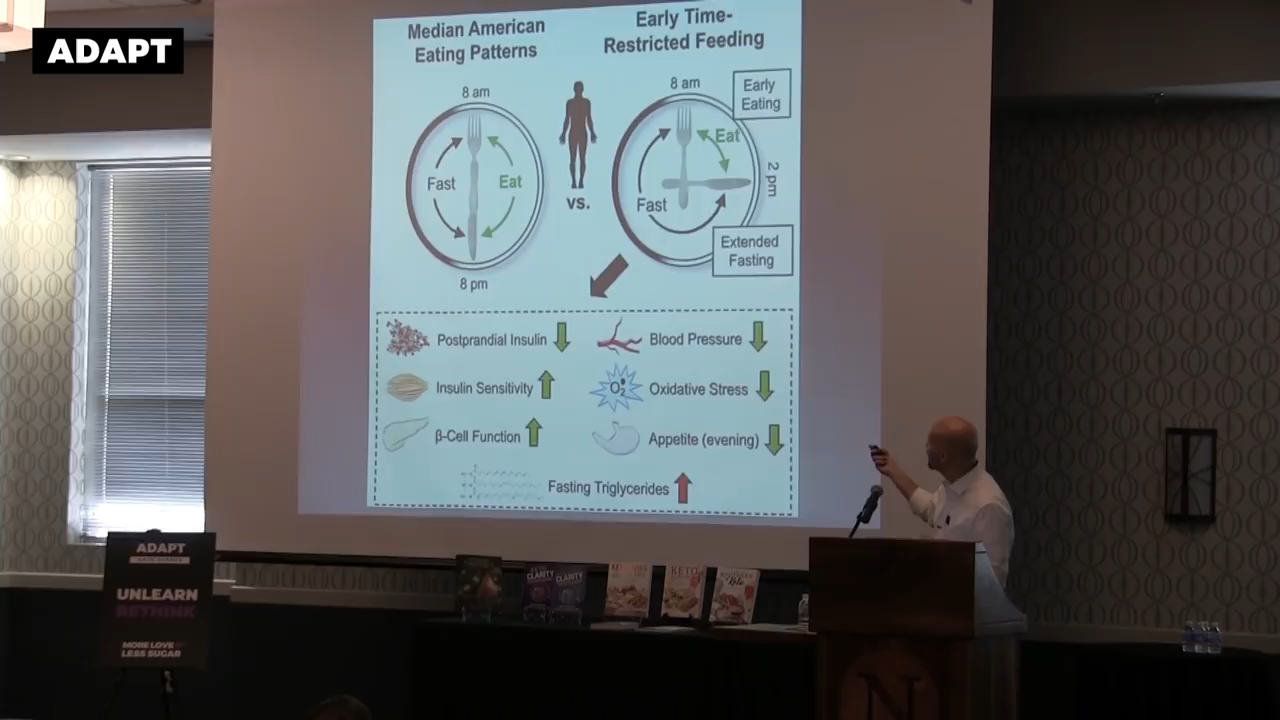 ADAPT
Median American
Eating Patterns
8 am
Fast
Eat
8 pm
vs.
Early Time-
Restricted Feeding
8 am
Early
Eating
Eat
2 pm
Fast
Extended
Fasting
Postprandial Insulin
Insulin Sensitivity
β-Cell Function
Blood Pressure
O2
Oxidative Stress
Appetite (evening)
Fasting Triglycerides
ADAPT
UNLEARN
RETHINK
MORE LOVE
LESS SUGAR
CLARITY
CLARITY
KETO
N